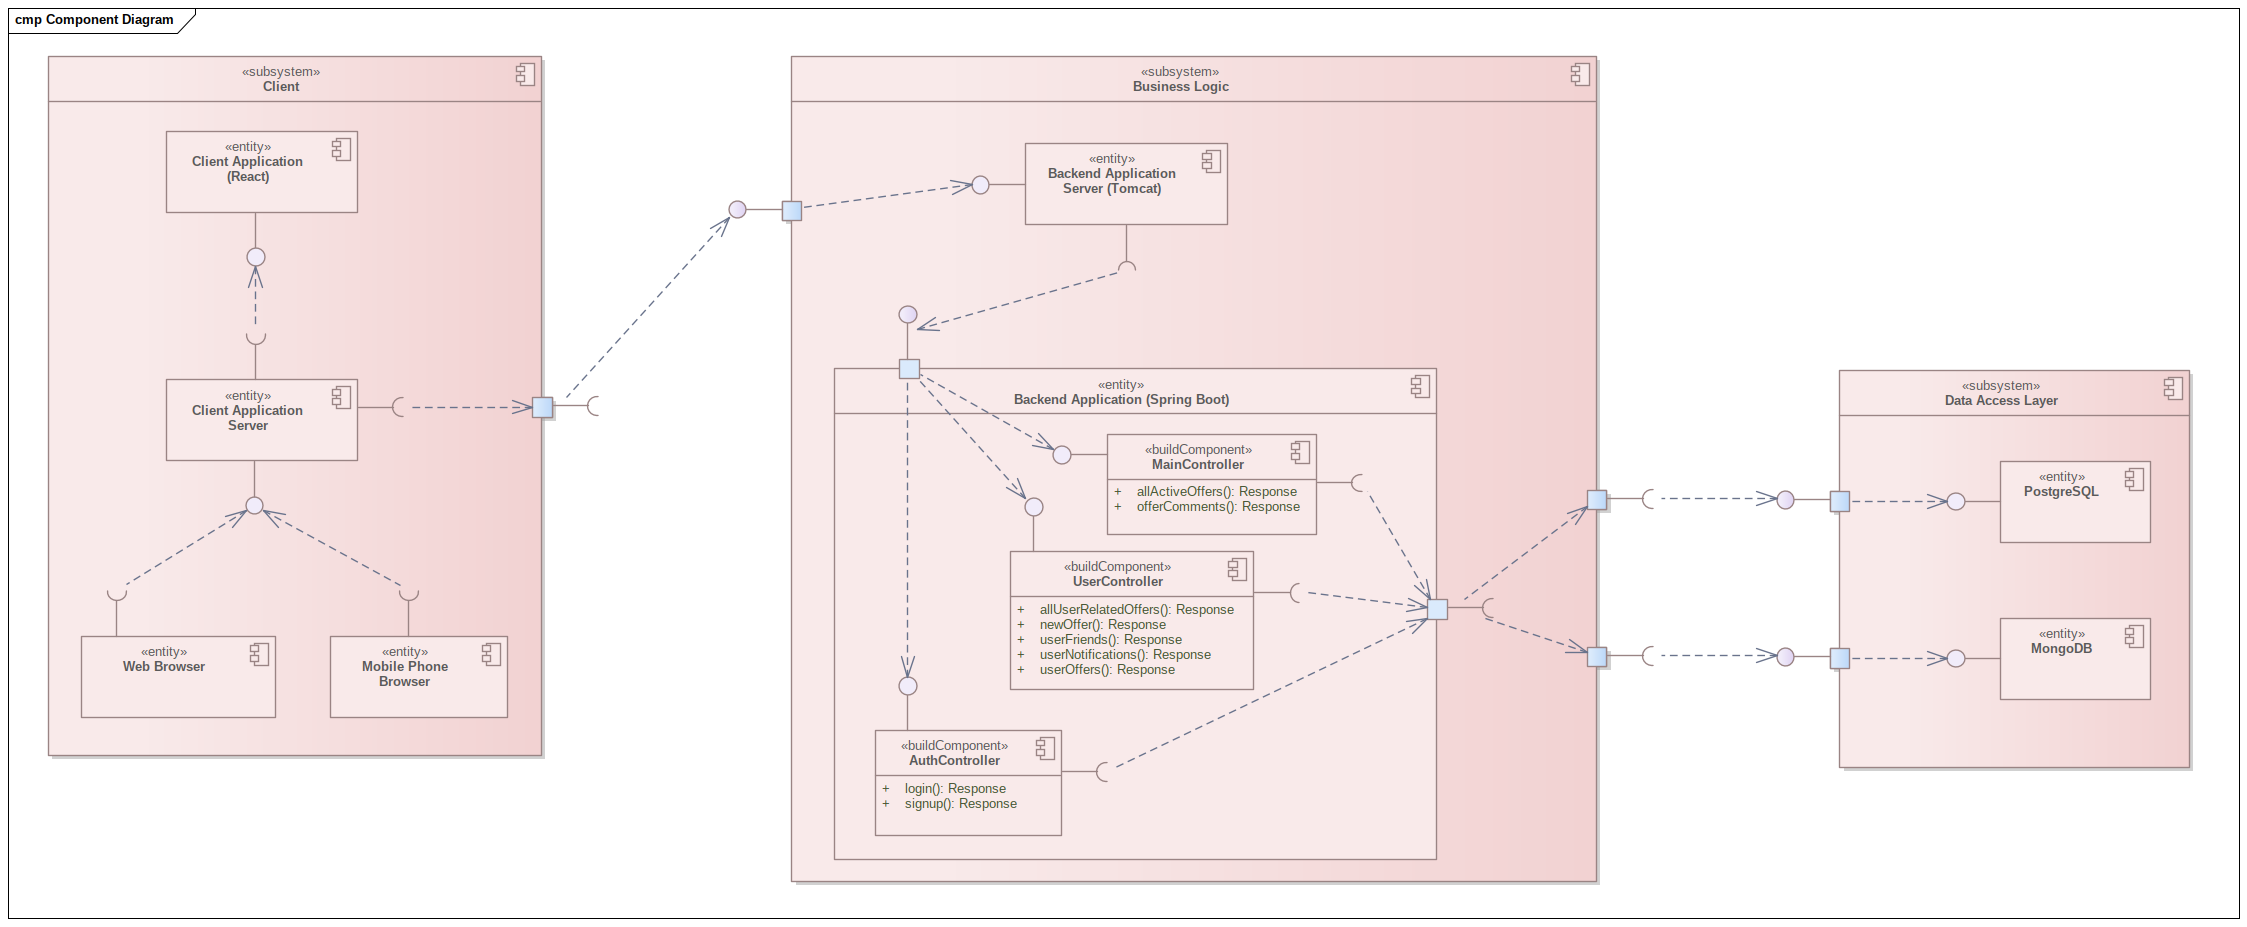 cmp Component Diagram
«subsystem»
Client
«entity»
Client Application
(React)
«entity»
Client Application
Server
«entity»
Web Browser
«entity»
Mobile Phone
Browser
«subsystem»
Business Logic
«entity»
Backend Application
Server (Tomcat)
«entity»
Backend Application (Spring Boot)
«buildComponent»
MainController
+ allActiveOffers(): Response
+ offerComments(): Response
«buildComponent»
UserController
+ allUserRelatedOffers(): Response
+ newOffer(): Response
+ userFriends(): Response
+ userNotifications(): Response
+ userOffers(): Response
«buildComponent»
AuthController
+ login(): Response
+ signup(): Response
«subsystem»
Data Access Layer
«entity»
PostgreSQL
«entity»
MongoDB